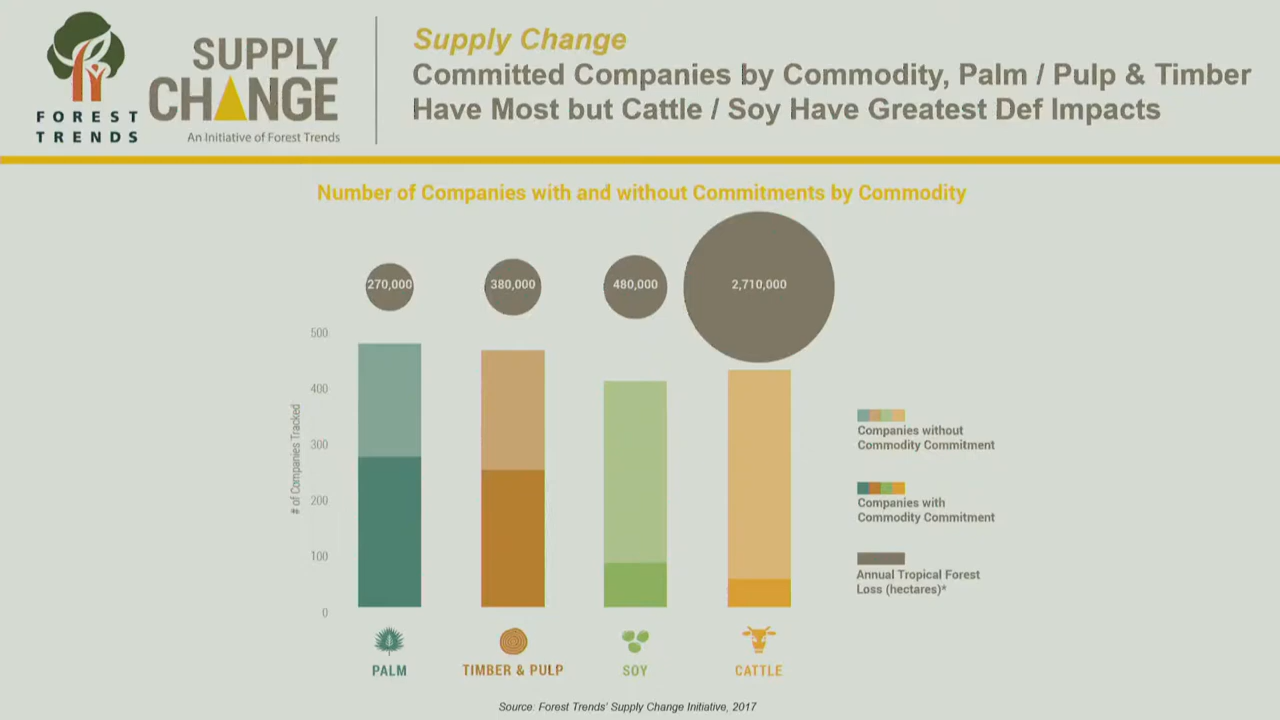 FOREST
TRENDS
SUPPLY
CHANGE
An Initiative of Forest Trends
Supply Change
Committed Companies by Commodity, Palm / Pulp & Timber
Have Most but Cattle / Soy Have Greatest Def Impacts
Number of Companies with and without Commitments by Commodity
270,000
380,000
480,000
2,710,000
# of Companies Tracked
500
400
300
200
100
0
PALM
TIMBER & PULP
SOY
CATTLE
Companies without
Commodity Commitment
Companies with
Commodity Commitment
Annual Tropical Forest
Loss (hectares)*
Source: Forest Trends' Supply Change Initiative, 2017